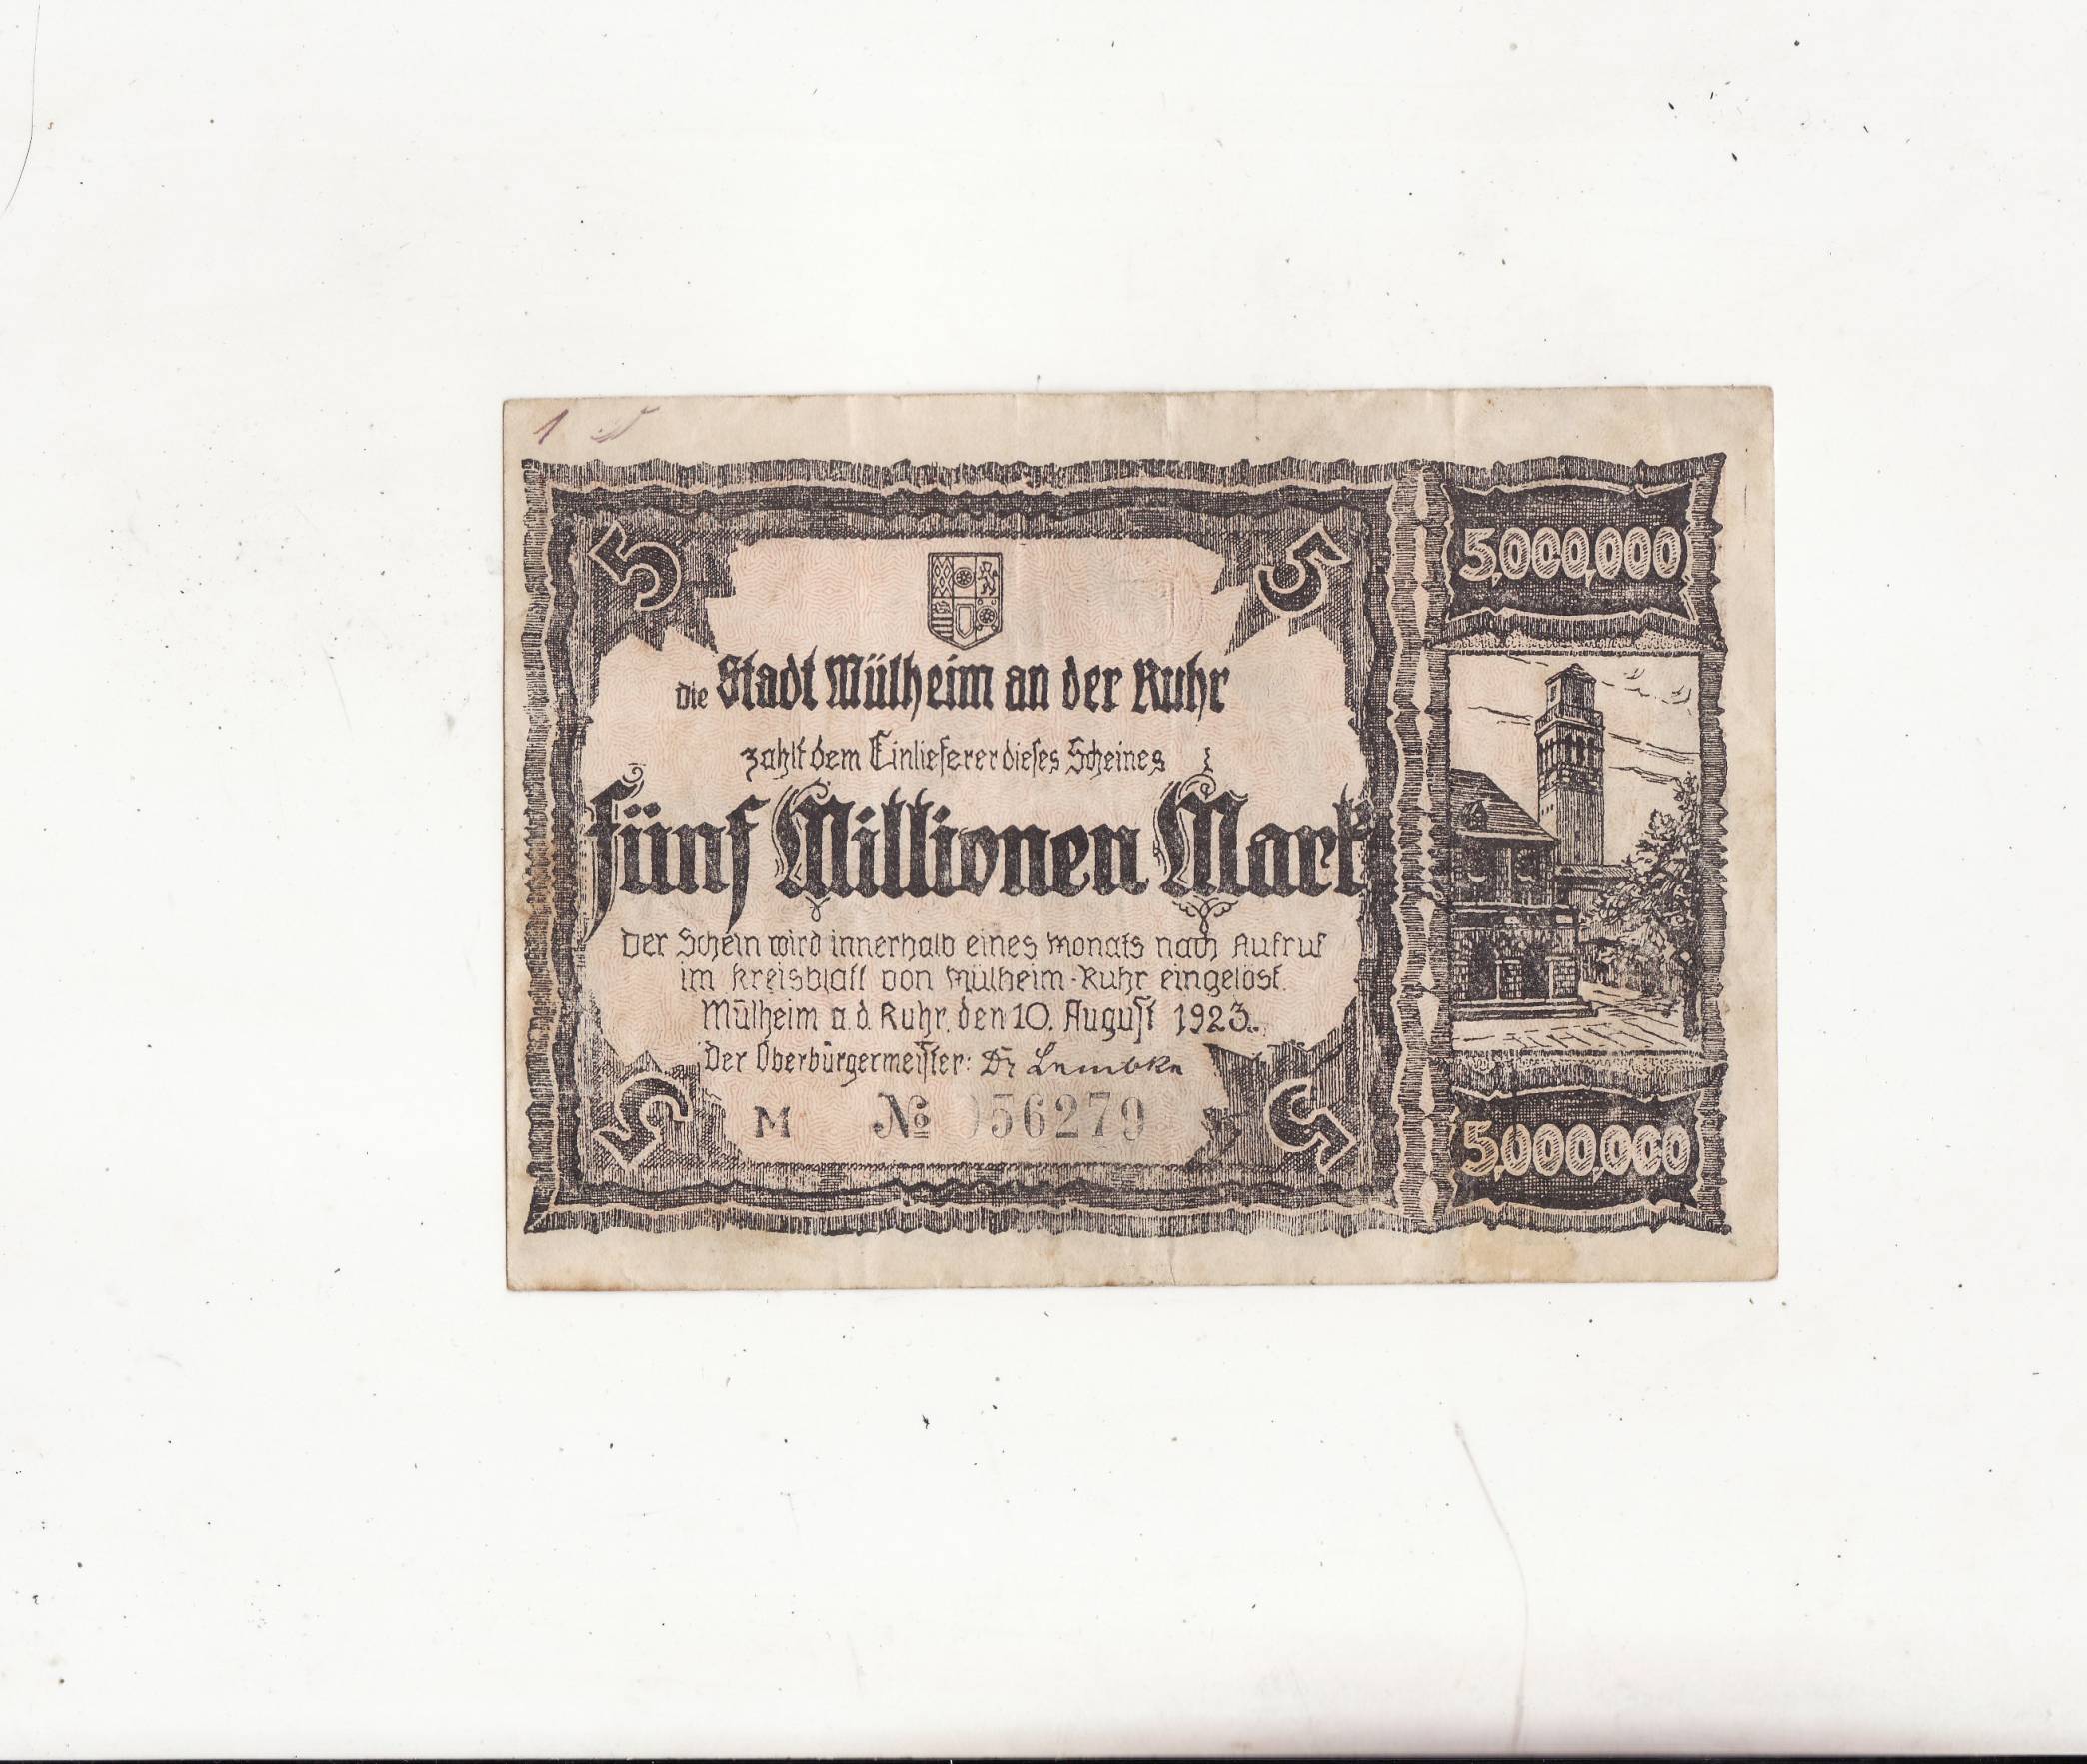 5 5
5,000,000
Die Stadt Mülheim an der Ruhr
zahlt dem Einlieferer dieses Scheines
fünf Millionen Mark
Der Schein wird innerhalb eines Monats nach Aufruf
im Kreisblatt von Mülheim-Ruhr eingelöst.
Mülheim a.d. Ruhr, den 10. August 1923.
Der Oberbürgermeister: Dr Lembke
M № 056279
5 5
5,000,000